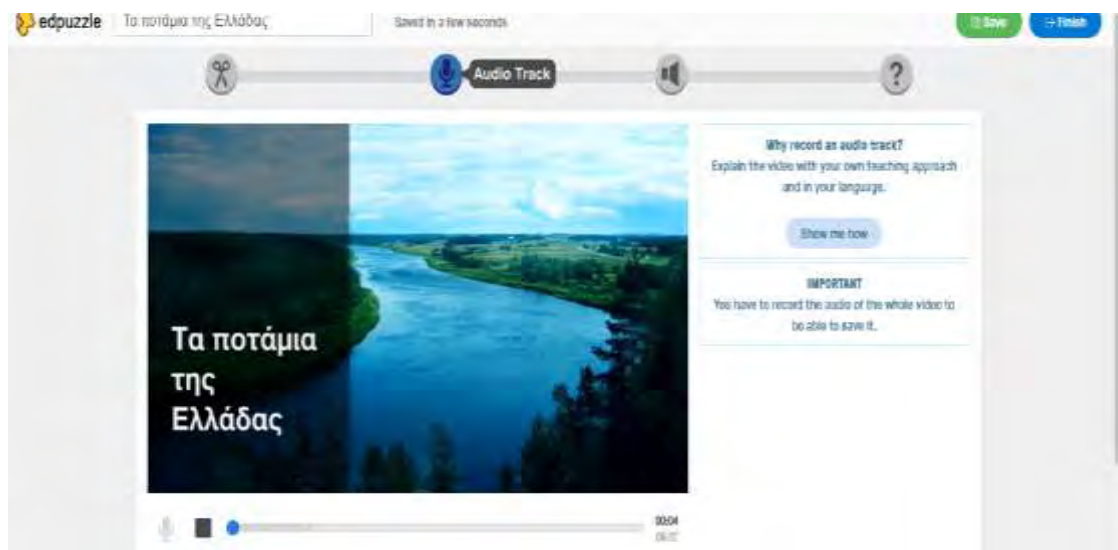 edpuzzle
Τα ποτάμια της Ελλάδας
Saved in a few seconds
Save
Finish
Audio Track
?
Why record an audio track?
Explain the video with your own teaching approach
and in your language.
Show me how
IMPORTANT
You have to record the audio of the whole video to
be able to save it.
Τα ποτάμια
της
Ελλάδας
00:04